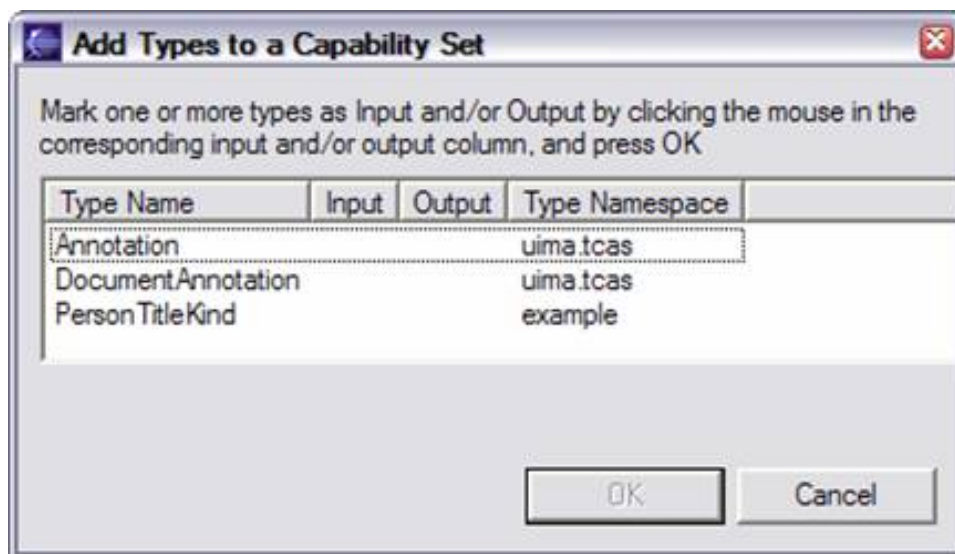 Add Types to a Capability Set
Mark one or more types as Input and/or Output by clicking the mouse in the
corresponding input and/or output column, and press OK
Type Name Input Output Type Namespace
Annotation uima.tcas
DocumentAnnotation uima.tcas
PersonTitleKind example
OK Cancel